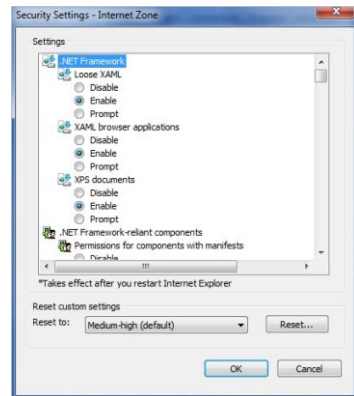 Security Settings - Internet Zone
Settings
.NET Framework
Loose XAML
Disable
Enable
Prompt
XAML browser applications
Disable
Enable
Prompt
XPS documents
Disable
Enable
Prompt
.NET Framework-reliant components
Permissions for components with manifests
Disable
*Takes effect after you restart Internet Explorer
Reset custom settings
Reset to: Medium-high (default) Reset...
OK Cancel